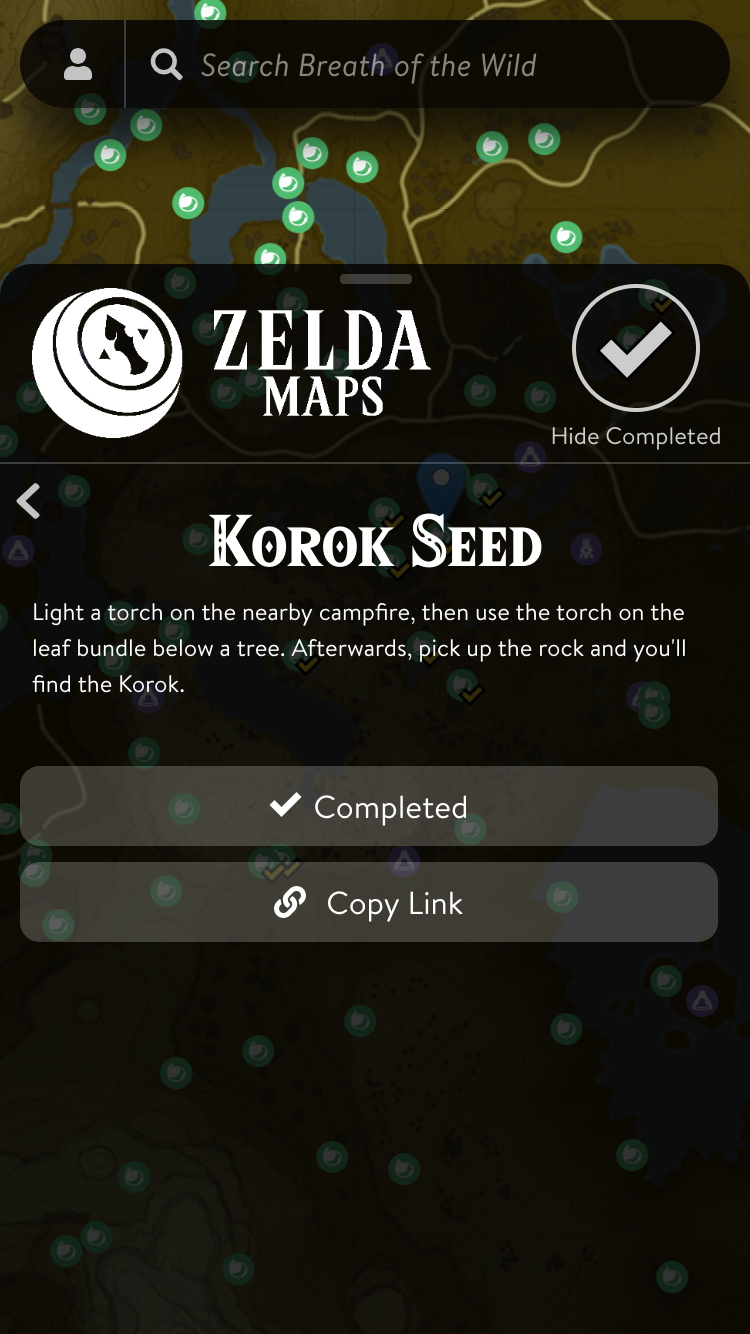 Search Breath of the Wild
ZELDA
MAPS
Hide Completed
Korok Seed
Light a torch on the nearby campfire, then use the torch on the
leaf bundle below a tree. Afterwards, pick up the rock and you'll
find the Korok.
Completed
Copy Link